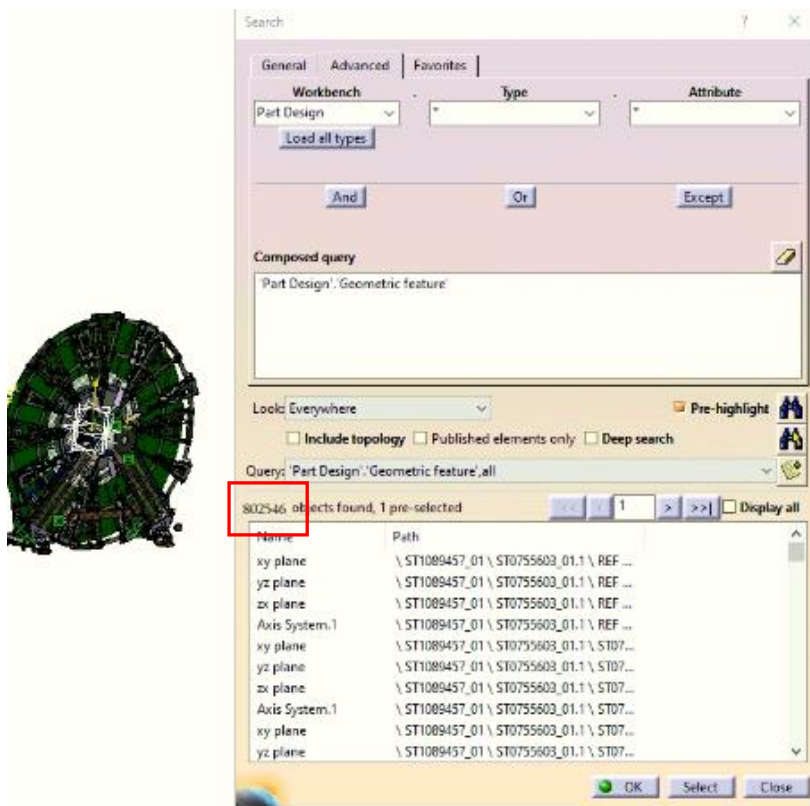 Search ?
General Advanced Favorites
Workbench . Type . Attribute
Part Design * *
Load all types
And Or Except
Composed query
'Part Design'.'Geometric feature'
Look: Everywhere Pre-highlight
Include topology Published elements only Deep search
Query: 'Part Design'.'Geometric feature',all
802546 objects found, 1 pre-selected << < 1 > >>| Display all
Name Path
xy plane \ ST1089457_01 \ ST0755603_01.1 \ REF ...
yz plane \ ST1089457_01 \ ST0755603_01.1 \ REF ...
zx plane \ ST1089457_01 \ ST0755603_01.1 \ REF ...
Axis System.1 \ ST1089457_01 \ ST0755603_01.1 \ REF ...
xy plane \ ST1089457_01 \ ST0755603_01.1 \ ST07...
yz plane \ ST1089457_01 \ ST0755603_01.1 \ ST07...
zx plane \ ST1089457_01 \ ST0755603_01.1 \ ST07...
Axis System.1 \ ST1089457_01 \ ST0755603_01.1 \ ST07...
xy plane \ ST1089457_01 \ ST0755603_01.1 \ ST07...
yz plane \ ST1089457_01 \ ST0755603_01.1 \ ST07...
OK Select Close